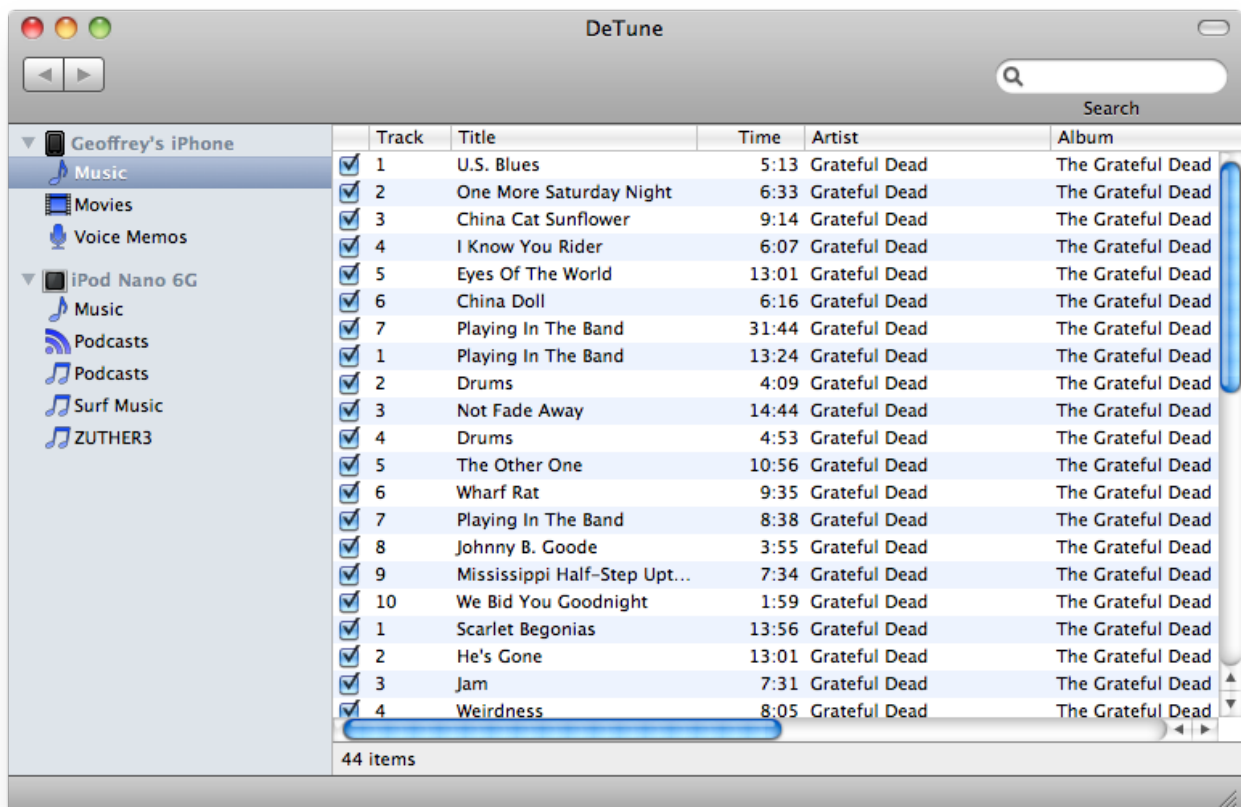 DeTune
Search
Geoffrey's iPhone
Music
Movies
Voice Memos
iPod Nano 6G
Music
Podcasts
Podcasts
Surf Music
ZUTHER3
Track Title Time Artist Album
1 U.S. Blues 5:13 Grateful Dead The Grateful Dead
2 One More Saturday Night 6:33 Grateful Dead The Grateful Dead
3 China Cat Sunflower 9:14 Grateful Dead The Grateful Dead
4 I Know You Rider 6:07 Grateful Dead The Grateful Dead
5 Eyes Of The World 13:01 Grateful Dead The Grateful Dead
6 China Doll 6:16 Grateful Dead The Grateful Dead
7 Playing In The Band 31:44 Grateful Dead The Grateful Dead
1 Playing In The Band 13:24 Grateful Dead The Grateful Dead
2 Drums 4:09 Grateful Dead The Grateful Dead
3 Not Fade Away 14:44 Grateful Dead The Grateful Dead
4 Drums 4:53 Grateful Dead The Grateful Dead
5 The Other One 10:56 Grateful Dead The Grateful Dead
6 Wharf Rat 9:35 Grateful Dead The Grateful Dead
7 Playing In The Band 8:38 Grateful Dead The Grateful Dead
8 Johnny B. Goode 3:55 Grateful Dead The Grateful Dead
9 Mississippi Half-Step Upt... 7:34 Grateful Dead The Grateful Dead
10 We Bid You Goodnight 1:59 Grateful Dead The Grateful Dead
1 Scarlet Begonias 13:56 Grateful Dead The Grateful Dead
2 He's Gone 13:01 Grateful Dead The Grateful Dead
3 Jam 7:31 Grateful Dead The Grateful Dead
4 Weirdness 8:05 Grateful Dead The Grateful Dead
44 items